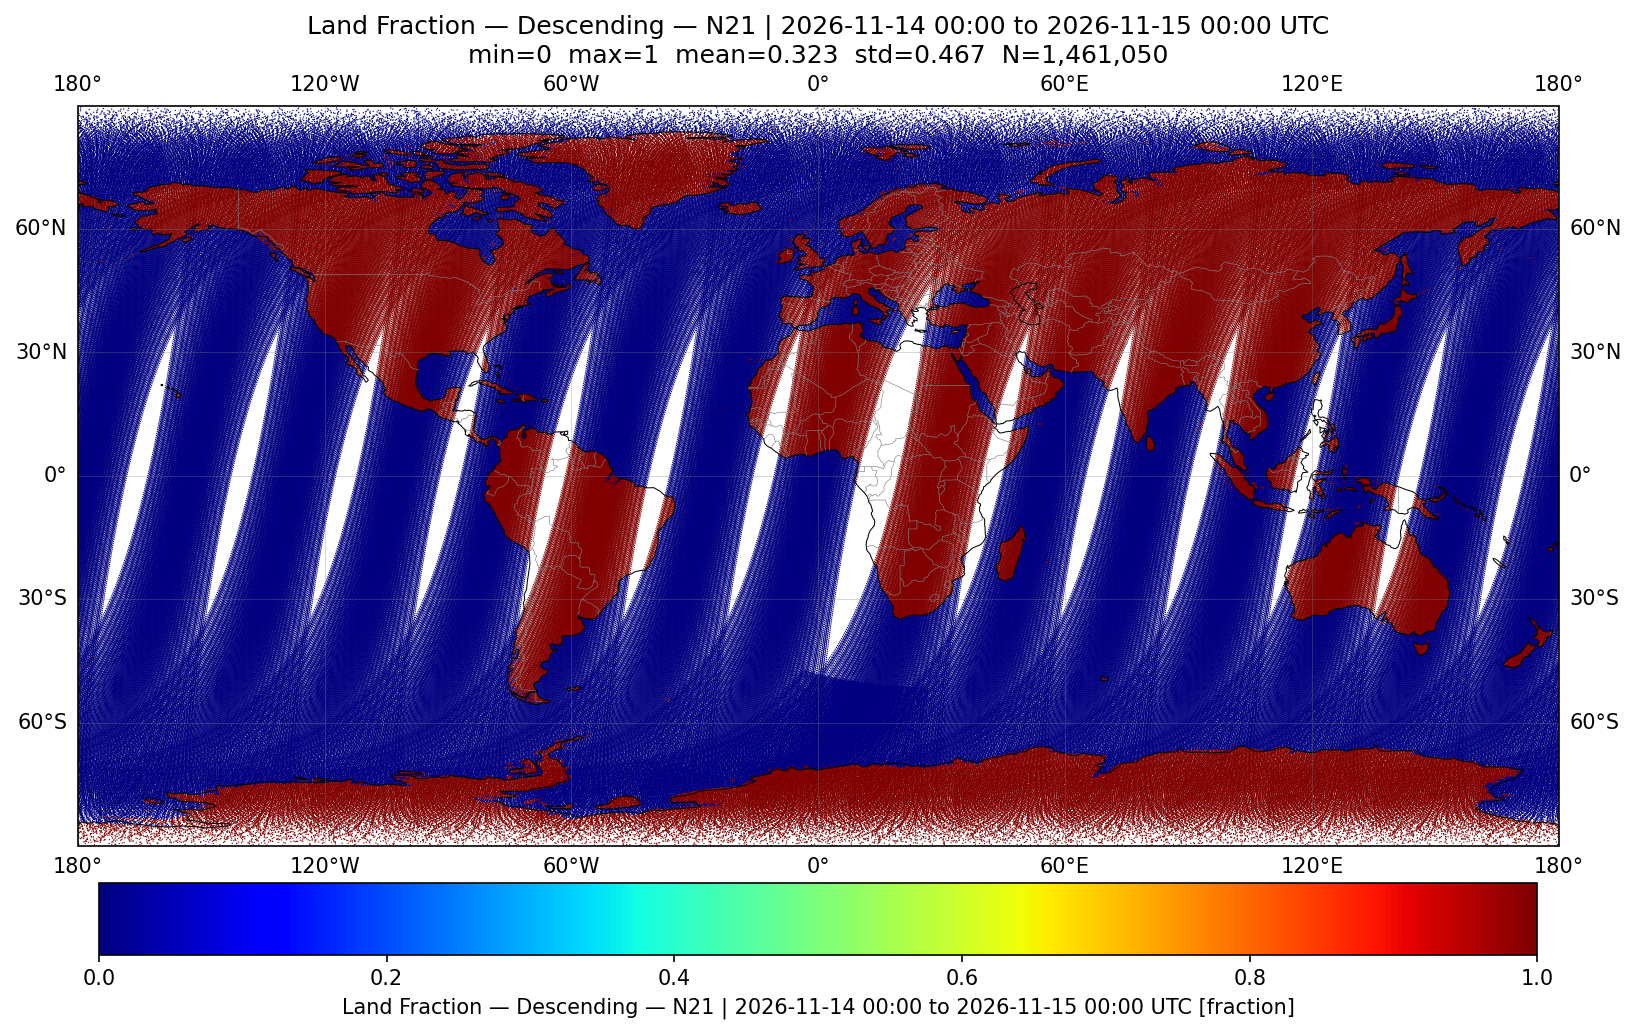 Land Fraction — Descending — N21 | 2026-11-14 00:00 to 2026-11-15 00:00 UTC
min=0 max=1 mean=0.323 std=0.467 N=1,461,050
180° 120°W 60°W 0° 60°E 120°E 180°
60°N 60°N
30°N 30°N
0° 0°
30°S 30°S
60°S 60°S
180° 120°W 60°W 0° 60°E 120°E 180°
0.0 0.2 0.4 0.6 0.8 1.0
Land Fraction — Descending — N21 | 2026-11-14 00:00 to 2026-11-15 00:00 UTC [fraction]